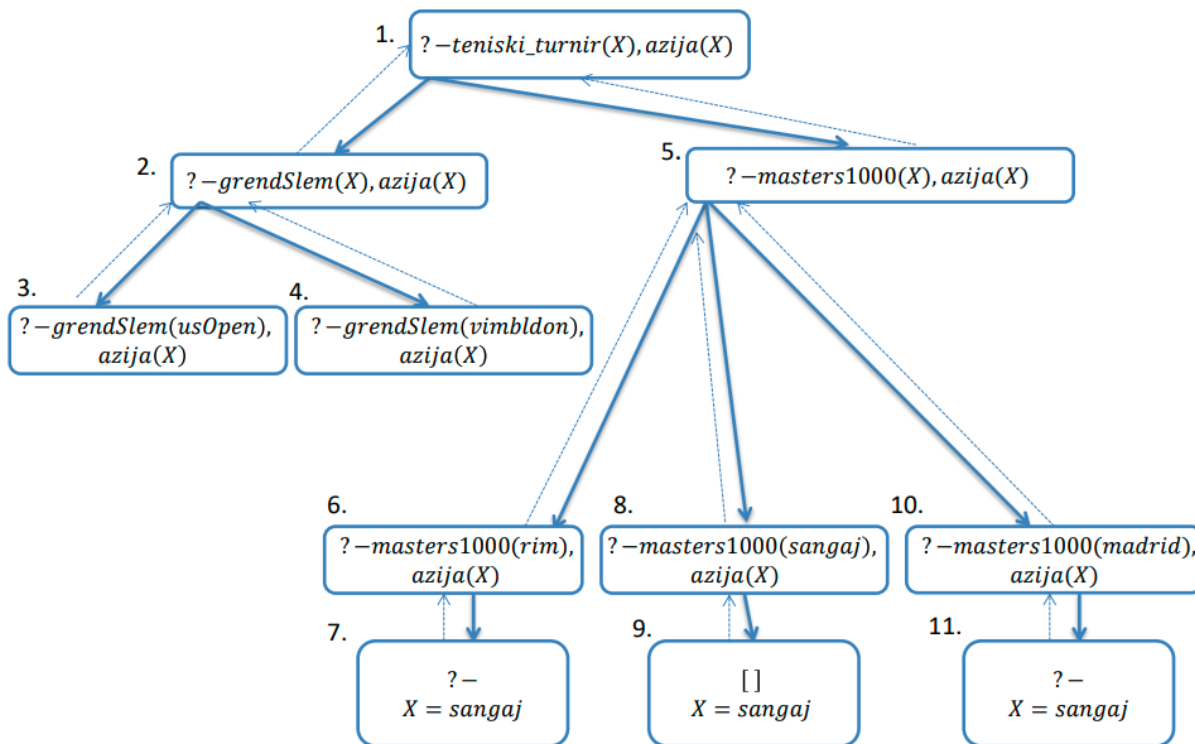 1.
?−teniski_turnir(X), azija(X)
2.
?−grendSlem(X), azija(X)
5.
?−masters1000(X), azija(X)
3.
?−grendSlem(usOpen),
azija(X)
4.
?−grendSlem(vimbldon),
azija(X)
6.
?−masters1000(rim),
azija(X)
8.
?−masters1000(sangaj),
azija(X)
10.
?−masters1000(madrid),
azija(X)
7.
?−
X = sangaj
9.
[ ]
X = sangaj
11.
?−
X = sangaj